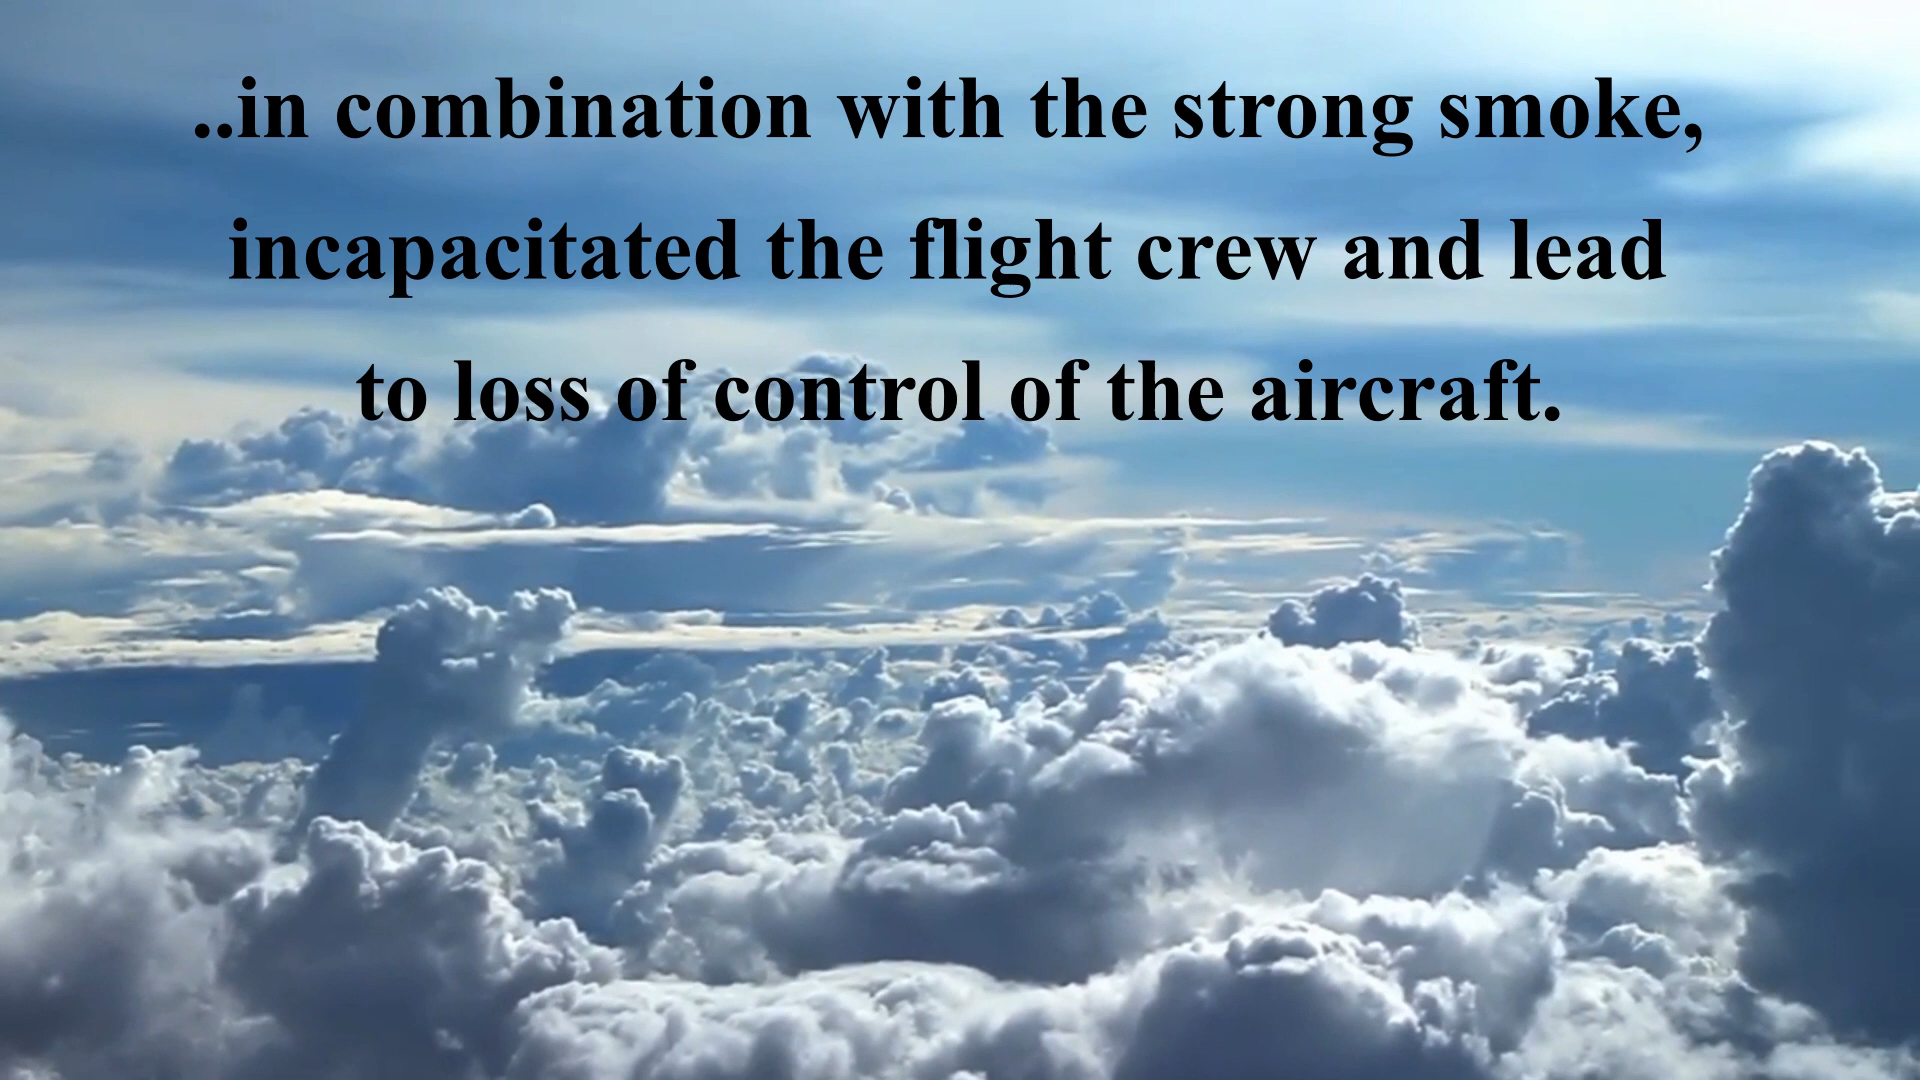 ..in combination with the strong smoke,
incapacitated the flight crew and lead
to loss of control of the aircraft.